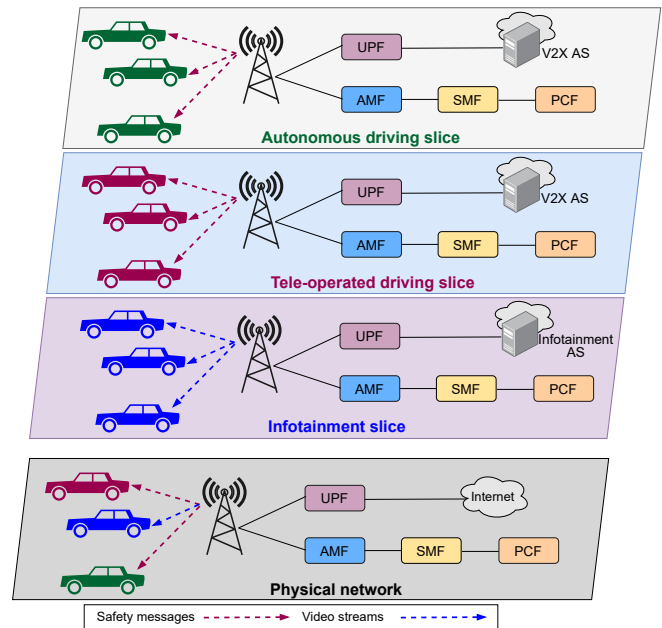 UPF
V2X AS
AMF
SMF
PCF
Autonomous driving slice
UPF
V2X AS
AMF
SMF
PCF
Tele-operated driving slice
UPF
Infotainment
AS
AMF
SMF
PCF
Infotainment slice
UPF
Internet
AMF
SMF
PCF
Physical network
Safety messages
Video streams